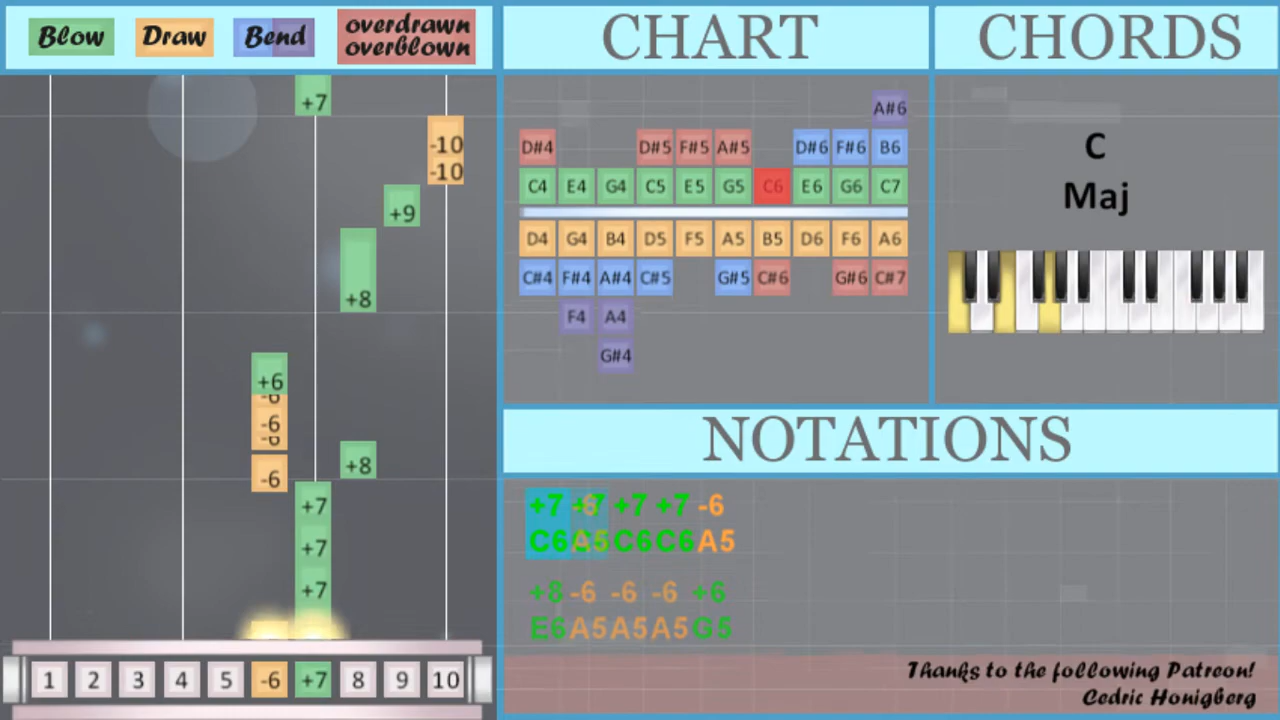 Blow
Draw
Bend
overdrawn
overblown
CHART
CHORDS
+7
-10
-10
+9
+8
+6
-6
-6
-6
+8
-6
+7
+7
+7
1 2 3 4 5 -6 +7 8 9 10
A#6
D#4 D#5 F#5 A#5 D#6 F#6 B6
C4 E4 G4 C5 E5 G5 C6 E6 G6 C7
D4 G4 B4 D5 F5 A5 B5 D6 F6 A6
C#4 F#4 A#4 C#5 G#5 C#6 G#6 C#7
F4 A4
G#4
C
Maj
NOTATIONS
+7 +7 +7 -6
C6 A5 C6 C6 A5
+8 -6 -6 -6 +6
E6 A5 A5 A5 G5
Thanks to the following Patreon!
Cedric Honigberg